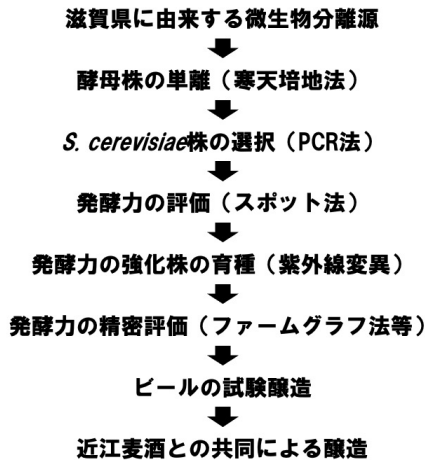 滋賀県に由来する微生物分離源
酵母株の単離（寒天培地法）
S. cerevisiae株の選択（PCR法）
発酵力の評価（スポット法）
発酵力の強化株の育種（紫外線変異）
発酵力の精密評価（ファームグラフ法等）
ビールの試験醸造
近江麦酒との共同による醸造